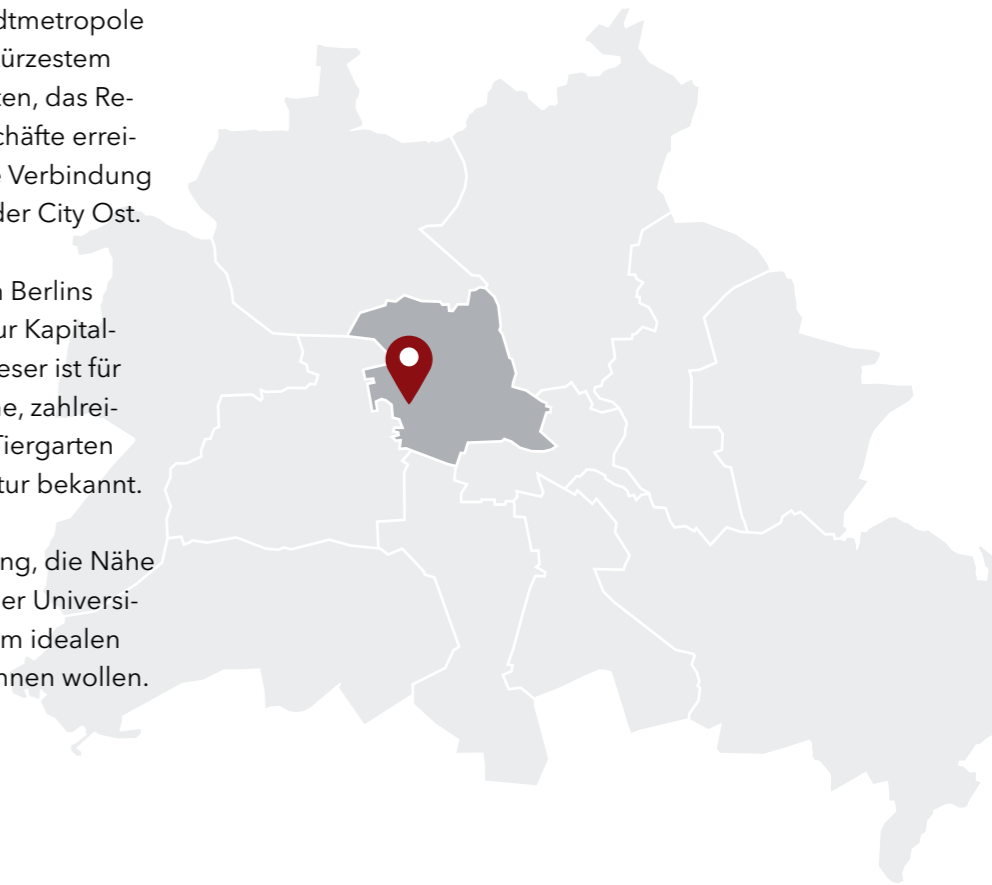 dtmetropole
ürzestem
ten, das Re-
chäfte errei-
e Verbindung
der City Ost.
n Berlins
ur Kapital-
eser ist für
ne, zahlrei-
Tiergarten
tur bekannt.
ng, die Nähe
er Universi-
m idealen
nnen wollen.